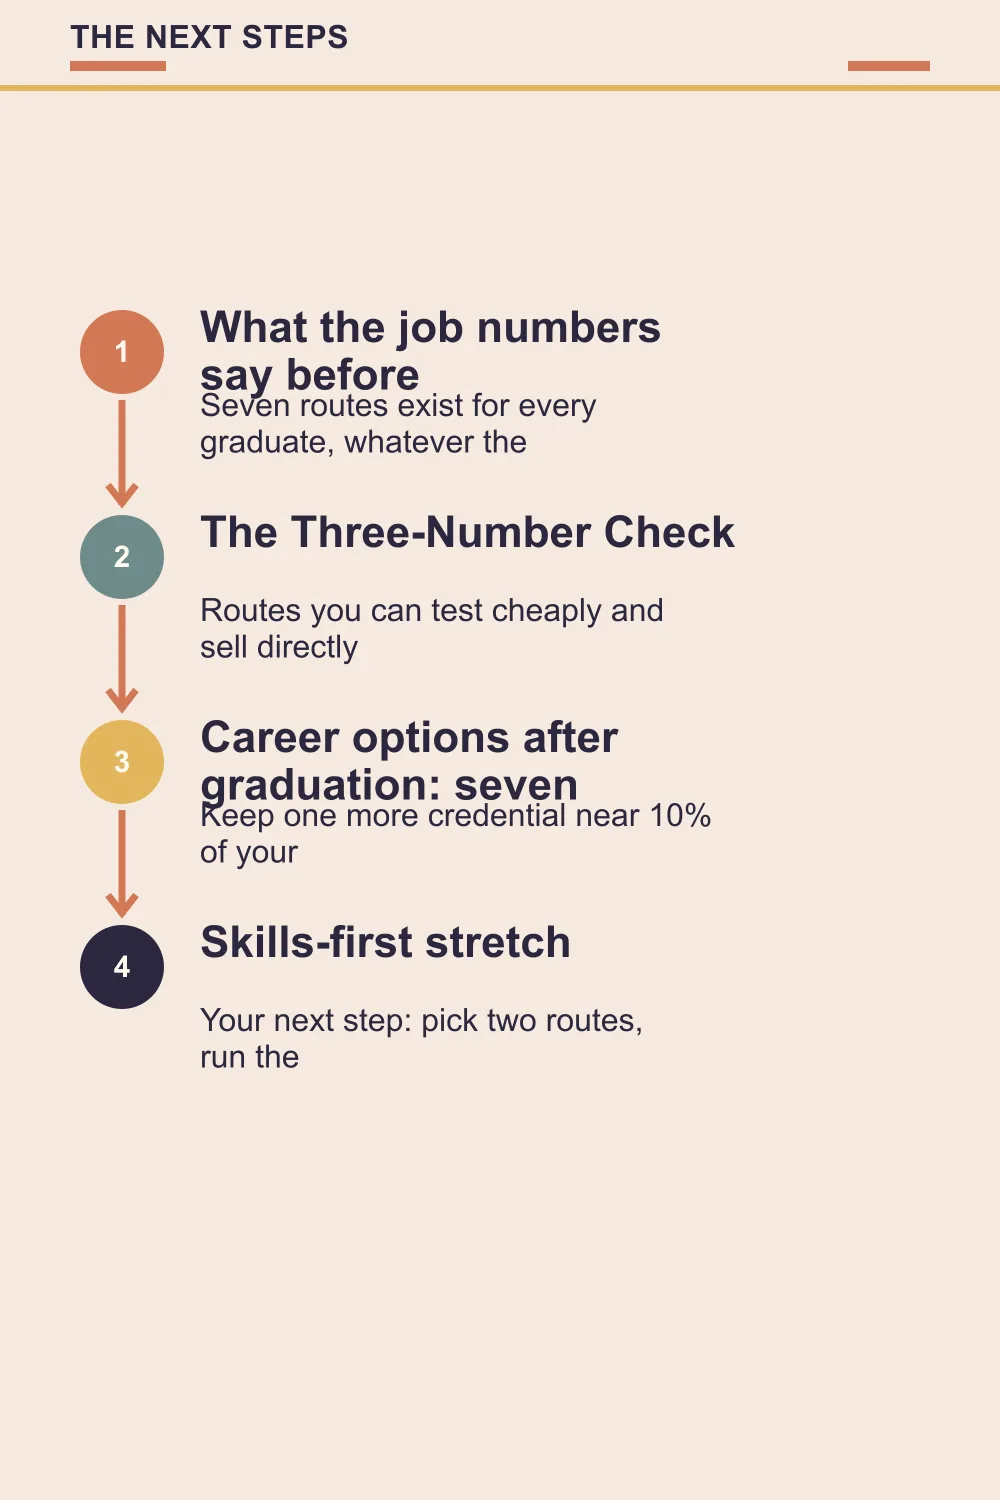 THE NEXT STEPS
1
What the job numbers
say before
Seven routes exist for every
graduate, whatever the
2
The Three-Number Check
Routes you can test cheaply and
sell directly
3
Career options after
graduation: seven
Keep one more credential near 10%
of your
4
Skills-first stretch
Your next step: pick two routes,
run the